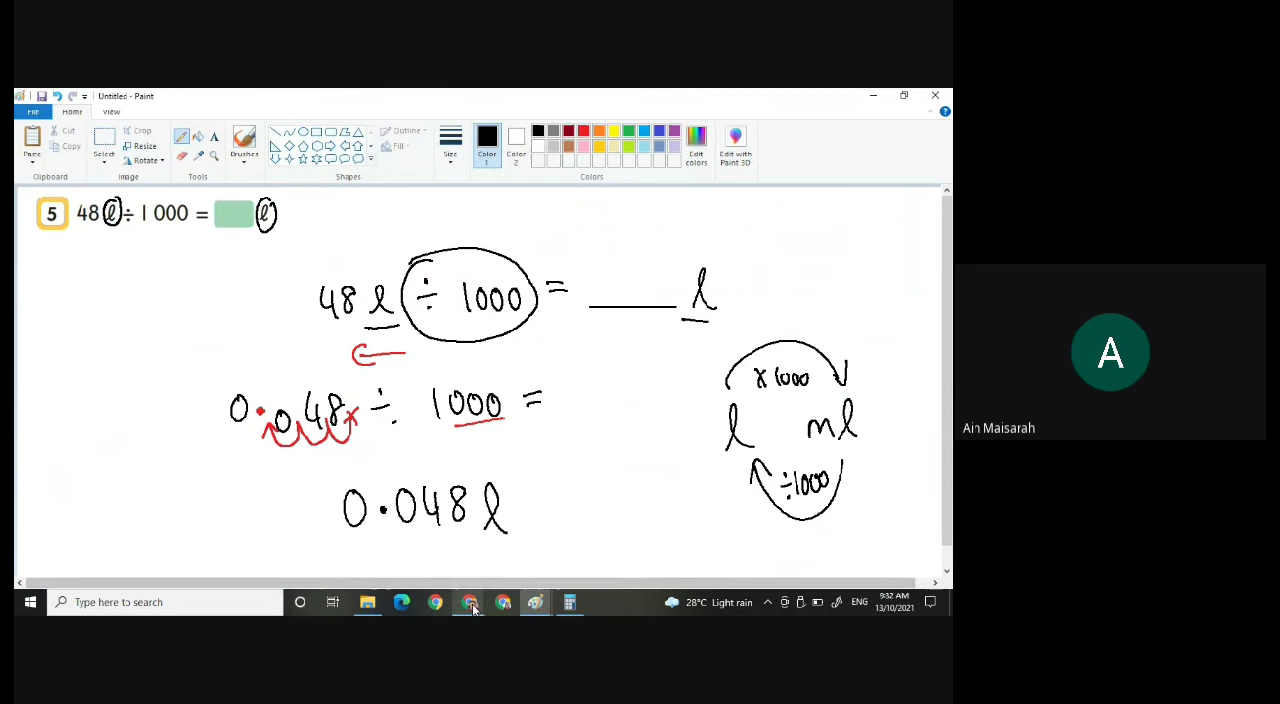 Untitled - Paint
File Home View
Paste
Cut
Copy
Clipboard
Select
Crop
Resize
Rotate
Image
A
Tools
Brushes
Outline
Fill
Shapes
Size
Color 1
Color 2
Edit colors
Colors
Edit with Paint 3D
5 48 ℓ ÷ 1 000 = ℓ
48 ℓ ÷ 1000 = ____ ℓ
0.048 ÷ 1000 =
0.048 ℓ
x 1000
ℓ mℓ
÷1000
A
Ain Maisarah
Type here to search
28°C Light rain
ENG
9:32 AM
13/10/2021